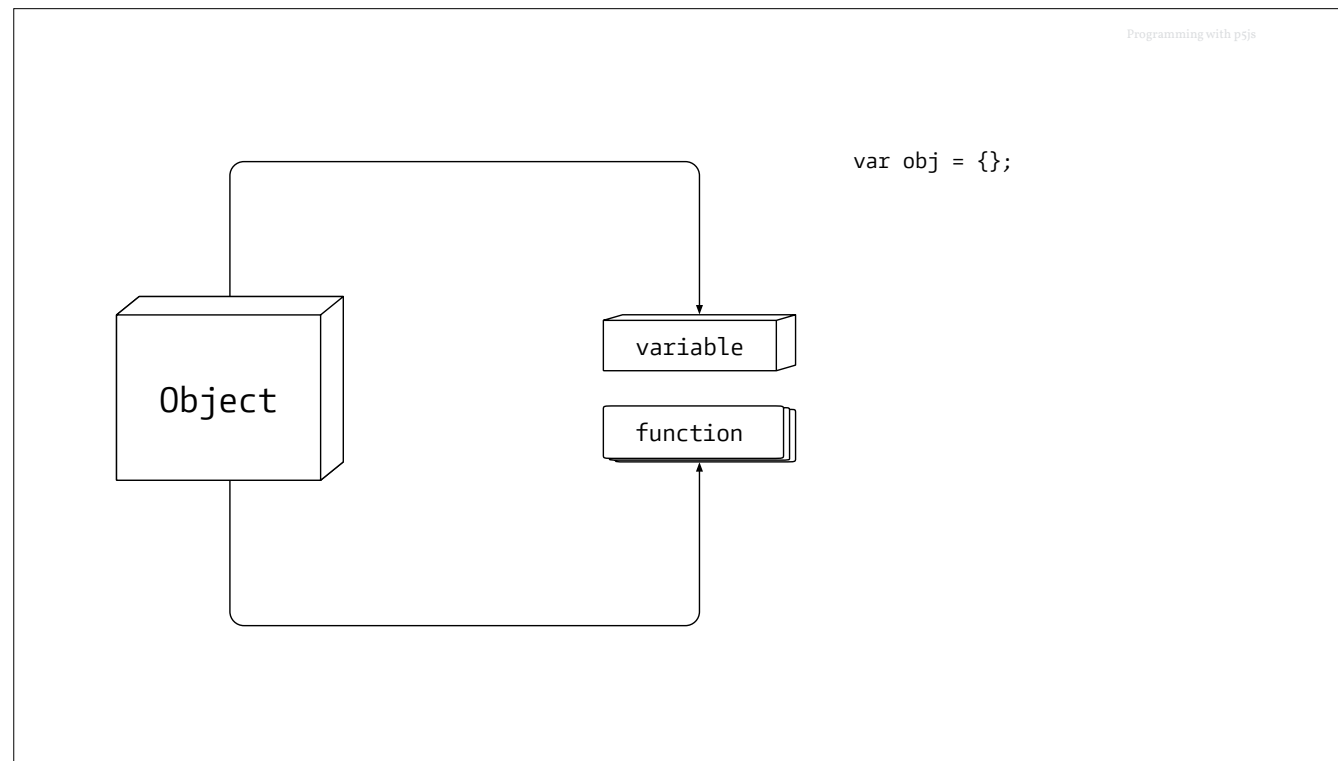 Programming with p5js
var obj = {};
Object
variable
function